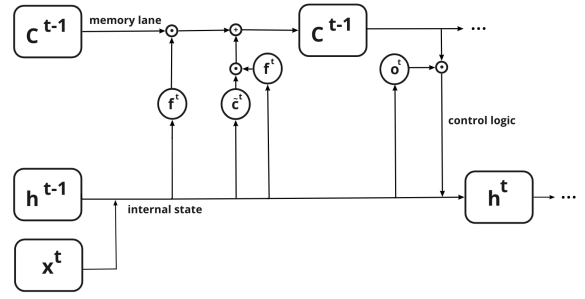 C t-1
memory lane
C t-1
...
f t
c̃ t
f t
o t
control logic
h t-1
internal state
h t
...
x t